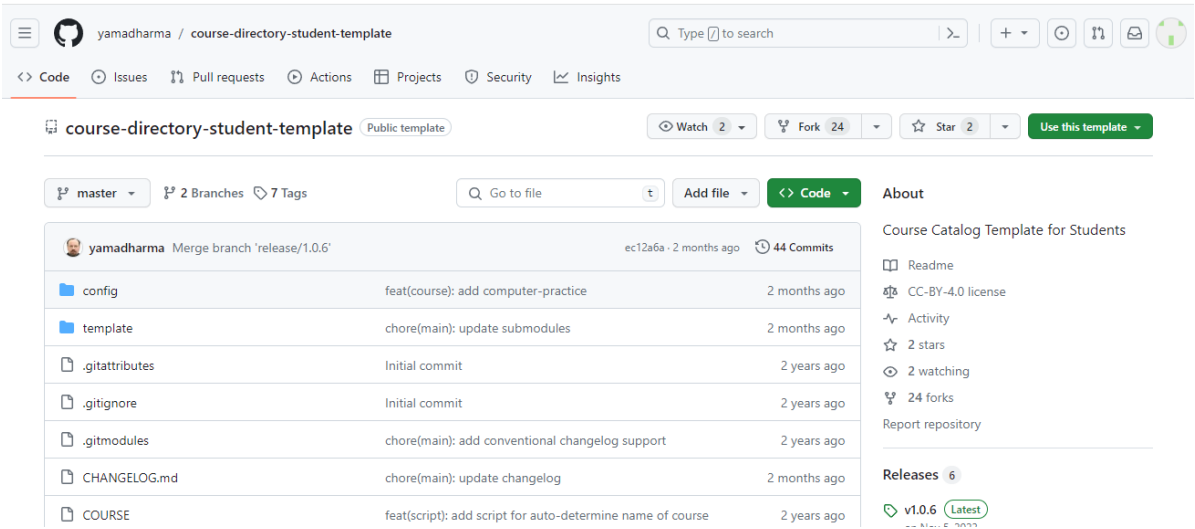 yamadharma / course-directory-student-template
Type / to search
Code Issues Pull requests Actions Projects Security Insights
course-directory-student-template Public template
Watch 2 Fork 24 Star 2 Use this template
master 2 Branches 7 Tags Go to file t Add file Code
yamadharma Merge branch 'release/1.0.6' ec12a6a · 2 months ago 44 Commits
config feat(course): add computer-practice 2 months ago
template chore(main): update submodules 2 months ago
.gitattributes Initial commit 2 years ago
.gitignore Initial commit 2 years ago
.gitmodules chore(main): add conventional changelog support 2 years ago
CHANGELOG.md chore(main): update changelog 2 months ago
COURSE feat(script): add script for auto-determine name of course 2 years ago
About
Course Catalog Template for Students
Readme
CC-BY-4.0 license
Activity
2 stars
2 watching
24 forks
Report repository
Releases 6
v1.0.6 Latest